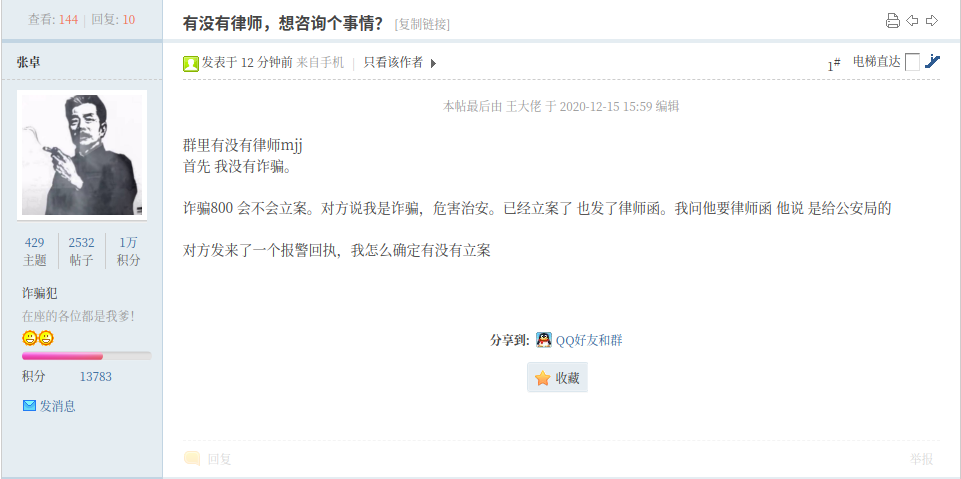 查看: 144 | 回复: 10
有没有律师，想咨询个事情？ [复制链接]
张卓
发表于 12 分钟前 来自手机 | 只看该作者
1# 电梯直达
本帖最后由 王大佬 于 2020-12-15 15:59 编辑
群里有没有律师mjj
首先 我没有诈骗。
诈骗800 会不会立案。对方说我是诈骗，危害治安。已经立案了 也发了律师函。我问他要律师函 他说 是给公安局的
对方发来了一个报警回执，我怎么确定有没有立案
429 2532 1万
主题 帖子 积分
诈骗犯
在座的各位都是我爹！
积分 13783
发消息
分享到: QQ好友和群
收藏
回复 举报